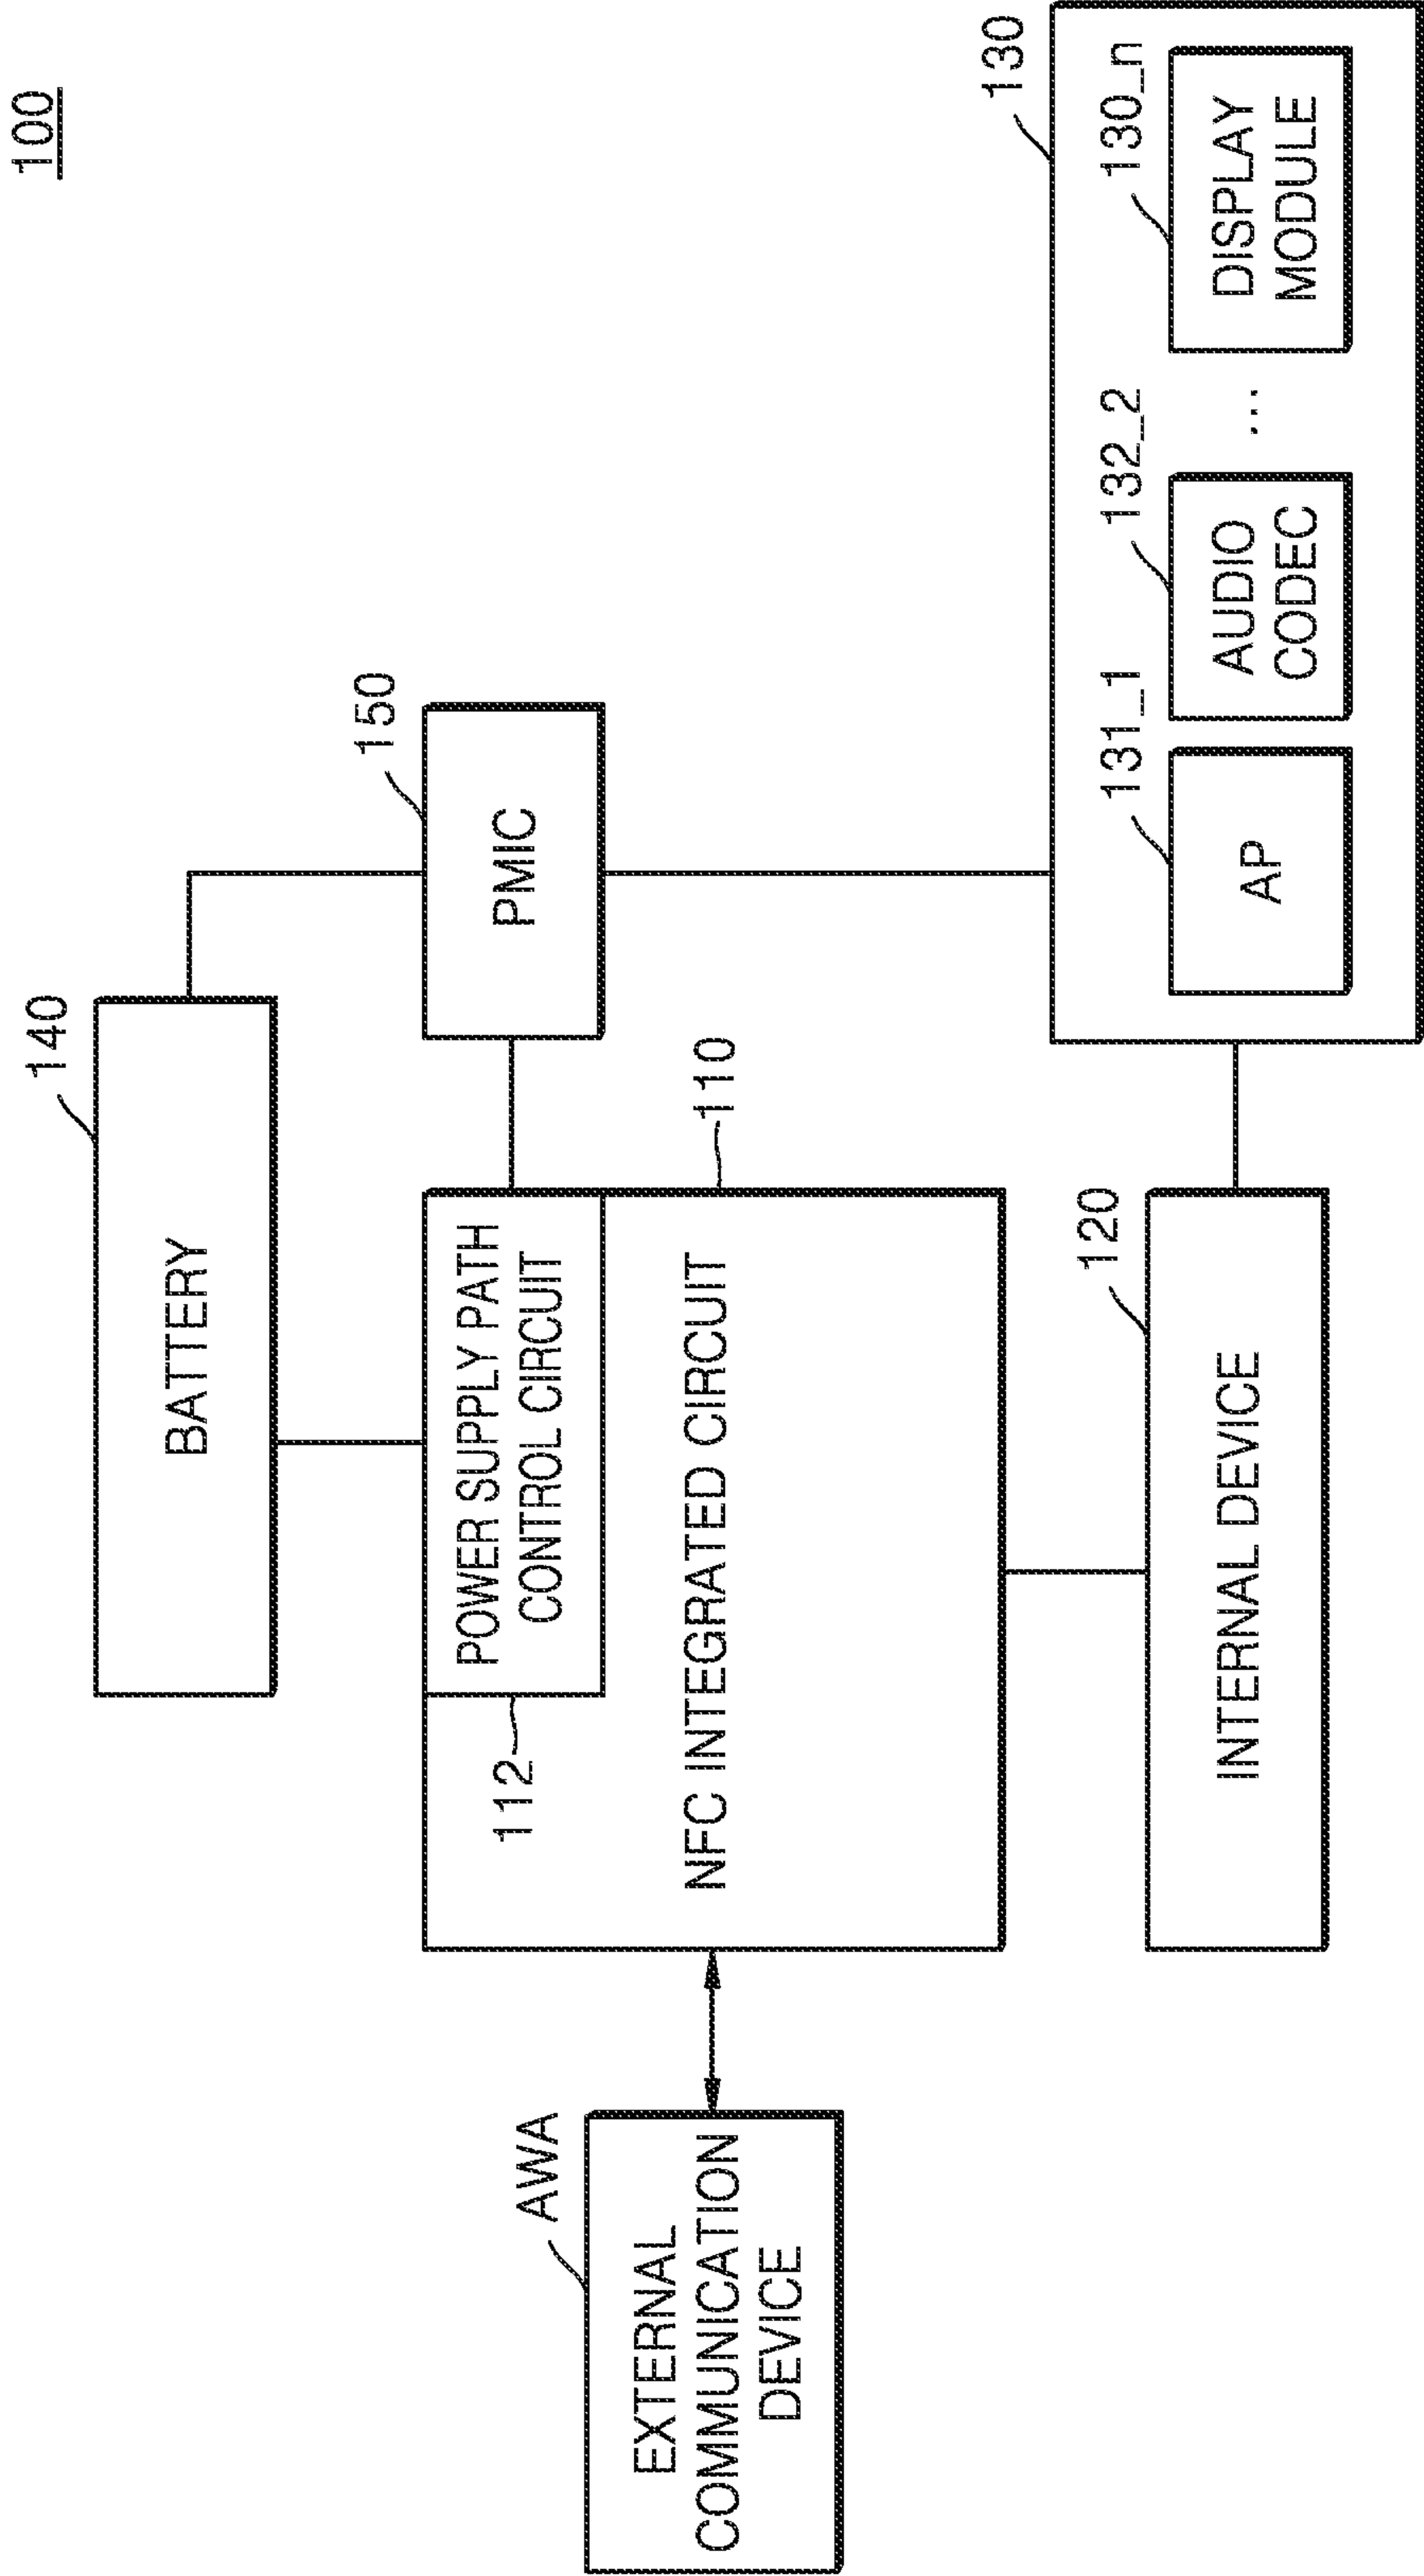 100
140
BATTERY
150
PMIC
POWER SUPPLY PATH
CONTROL CIRCUIT
112
110
NFC INTEGRATED CIRCUIT
AWA
EXTERNAL
COMMUNICATION
DEVICE
120
INTERNAL DEVICE
130
131_1
AP
132_2
AUDIO
CODEC
...
130_n
DISPLAY
MODULE